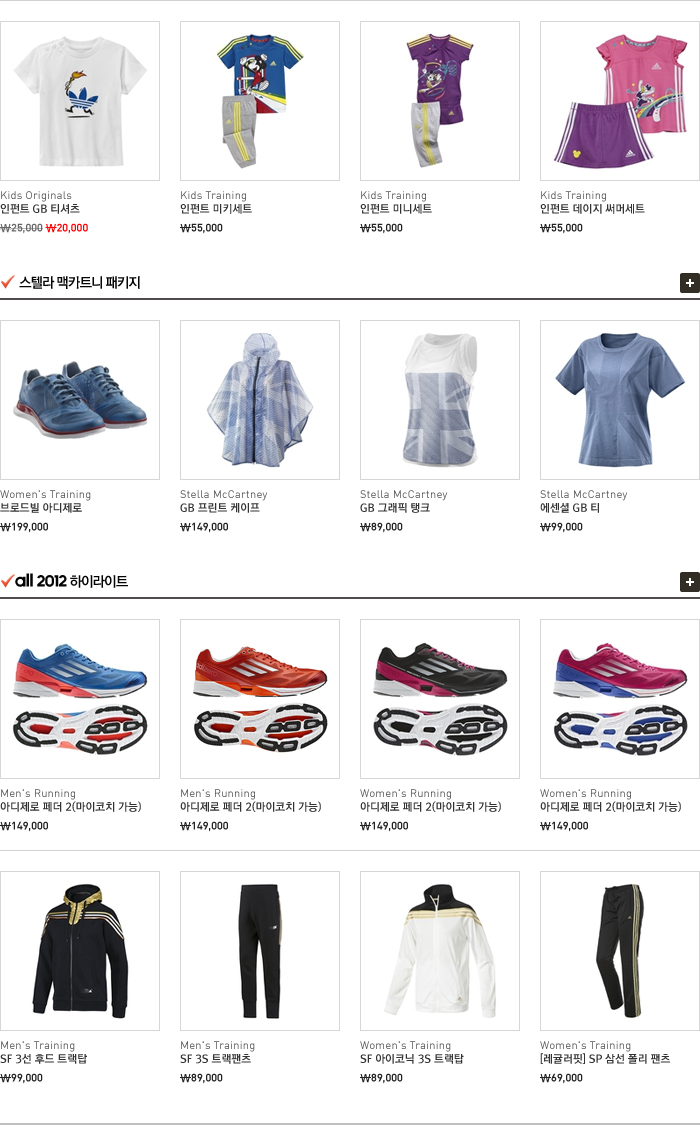 Kids Originals
인펀트 GB 티셔츠
₩25,000 ₩20,000
Kids Training
인펀트 미키세트
₩55,000
Kids Training
인펀트 미니세트
₩55,000
Kids Training
인펀트 데이지 써머세트
₩55,000
스텔라 맥카트니 패키지
Women's Training
브로드빌 아디제로
₩199,000
Stella McCartney
GB 프린트 케이프
₩149,000
Stella McCartney
GB 그래픽 탱크
₩89,000
Stella McCartney
에센셜 GB 티
₩99,000
all 2012 하이라이트
Men's Running
아디제로 페더 2(마이코치 가능)
₩149,000
Men's Running
아디제로 페더 2(마이코치 가능)
₩149,000
Women's Running
아디제로 페더 2(마이코치 가능)
₩149,000
Women's Running
아디제로 페더 2(마이코치 가능)
₩149,000
Men's Training
SF 3선 후드 트랙탑
₩99,000
Men's Training
SF 3S 트랙팬츠
₩89,000
Women's Training
SF 아이코닉 3S 트랙탑
₩89,000
Women's Training
[레귤러핏] SP 삼선 폴리 팬츠
₩69,000